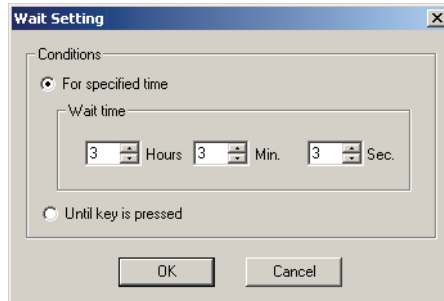 Wait Setting
Conditions
For specified time
Wait time
3 Hours 3 Min. 3 Sec.
Until key is pressed
OK Cancel